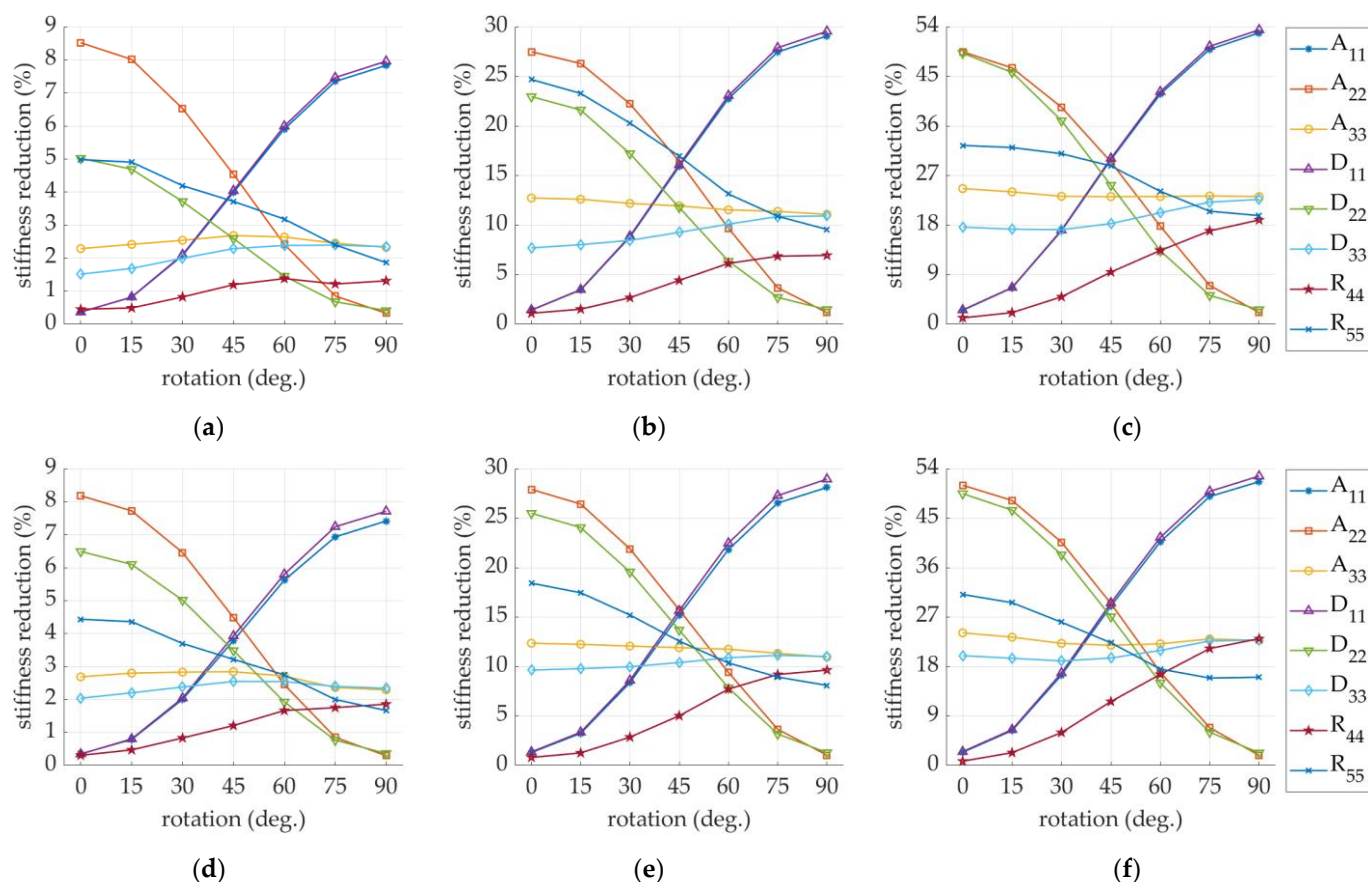 9
8
7
6
5
4
3
2
1
0
stiffness reduction (%)
0 15 30 45 60 75 90
rotation (deg.)
(a)
30
25
20
15
10
5
0
stiffness reduction (%)
0 15 30 45 60 75 90
rotation (deg.)
(b)
54
45
36
27
18
9
0
stiffness reduction (%)
0 15 30 45 60 75 90
rotation (deg.)
(c)
A11
A22
A33
D11
D22
D33
R44
R55
9
8
7
6
5
4
3
2
1
0
stiffness reduction (%)
0 15 30 45 60 75 90
rotation (deg.)
(d)
30
25
20
15
10
5
0
stiffness reduction (%)
0 15 30 45 60 75 90
rotation (deg.)
(e)
54
45
36
27
18
9
0
stiffness reduction (%)
0 15 30 45 60 75 90
rotation (deg.)
(f)
A11
A22
A33
D11
D22
D33
R44
R55